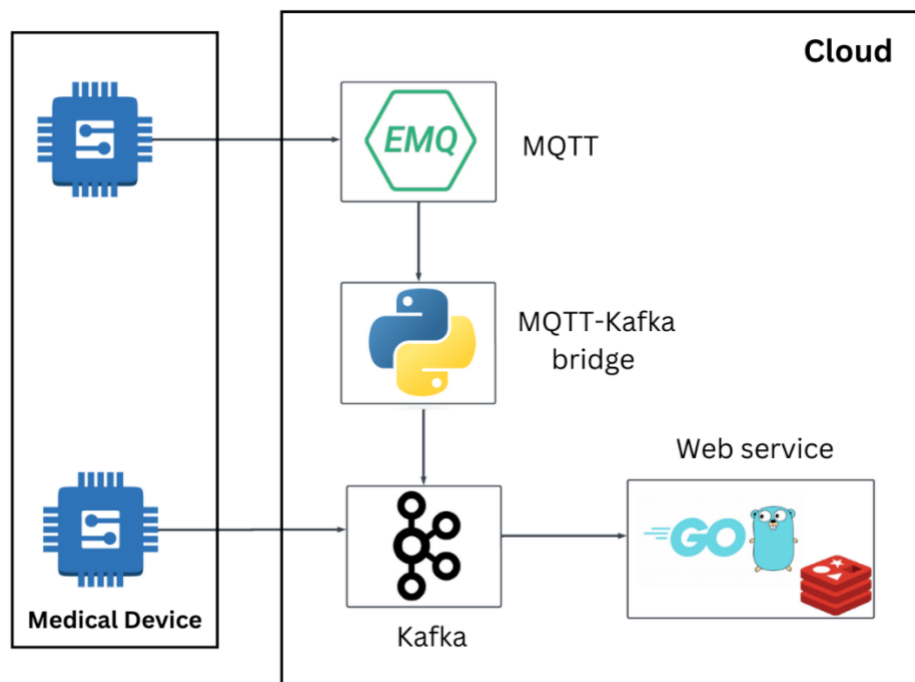 Cloud
EMQ
MQTT
MQTT-Kafka
bridge
Web service
GO
Medical Device
Kafka